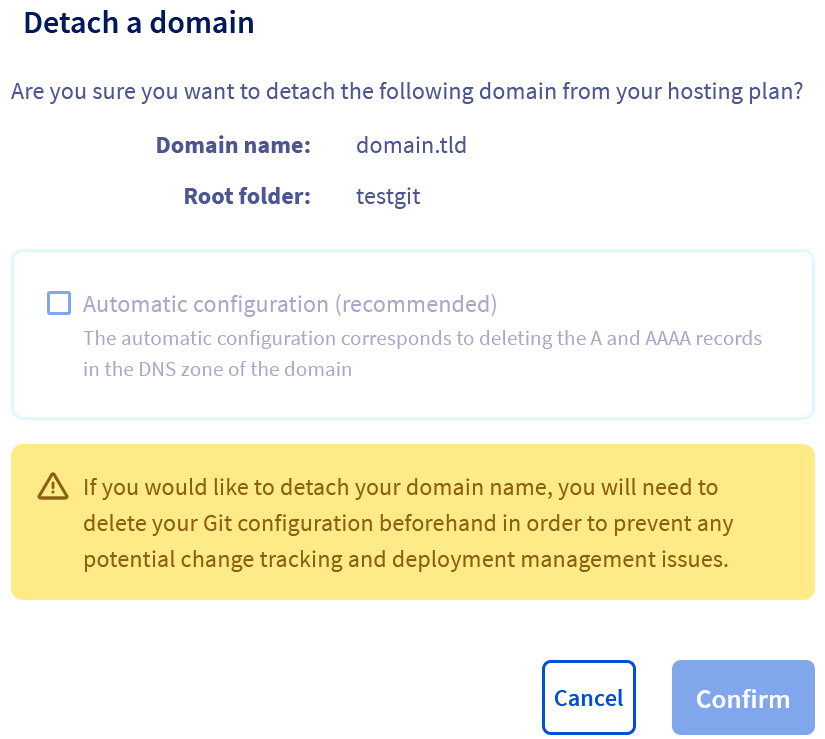 Detach a domain
Are you sure you want to detach the following domain from your hosting plan?
Domain name: domain.tld
Root folder: testgit
Automatic configuration (recommended)
The automatic configuration corresponds to deleting the A and AAAA records
in the DNS zone of the domain
If you would like to detach your domain name, you will need to
delete your Git configuration beforehand in order to prevent any
potential change tracking and deployment management issues.
Cancel Confirm